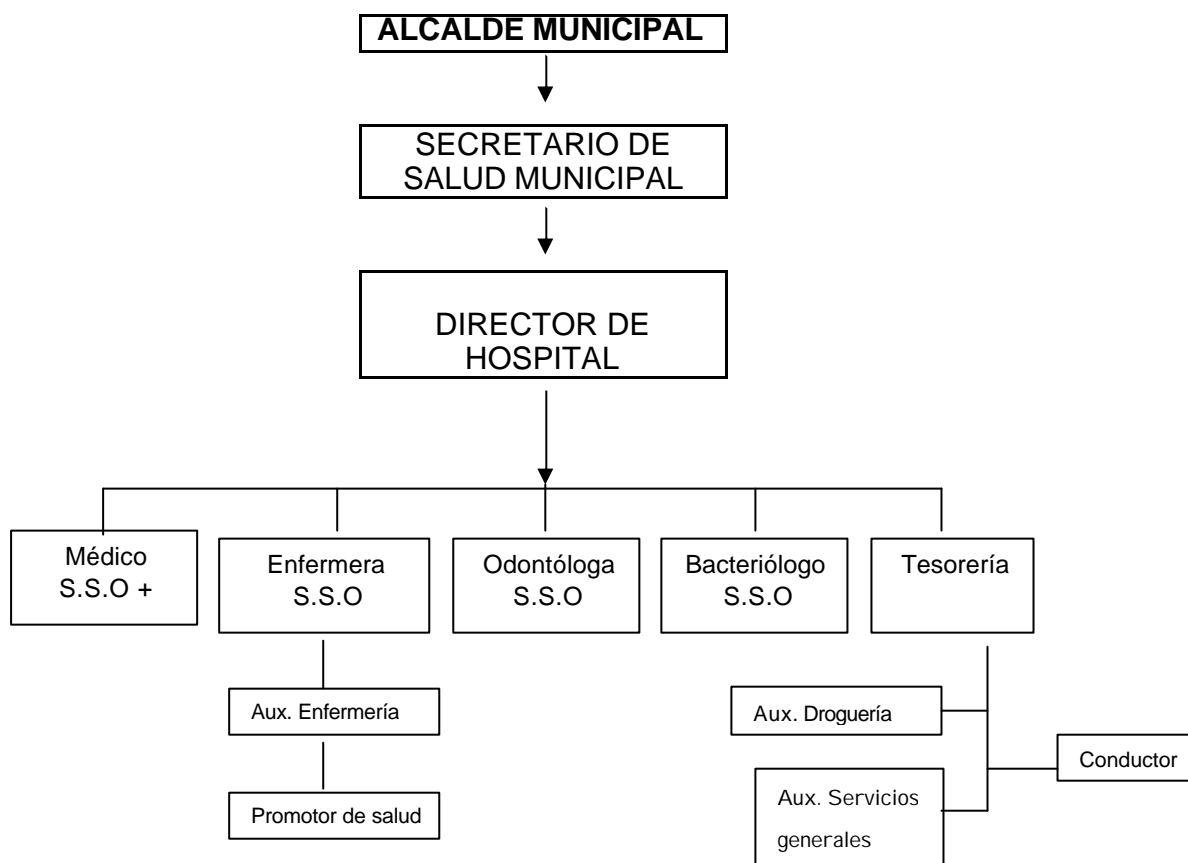 ALCALDE MUNICIPAL
SECRETARIO DE
SALUD MUNICIPAL
DIRECTOR DE
HOSPITAL
Médico
S.S.O +
Enfermera
S.S.O
Odontóloga
S.S.O
Bacteriólogo
S.S.O
Tesorería
Aux. Enfermería
Promotor de salud
Aux. Droguería
Conductor
Aux. Servicios
generales